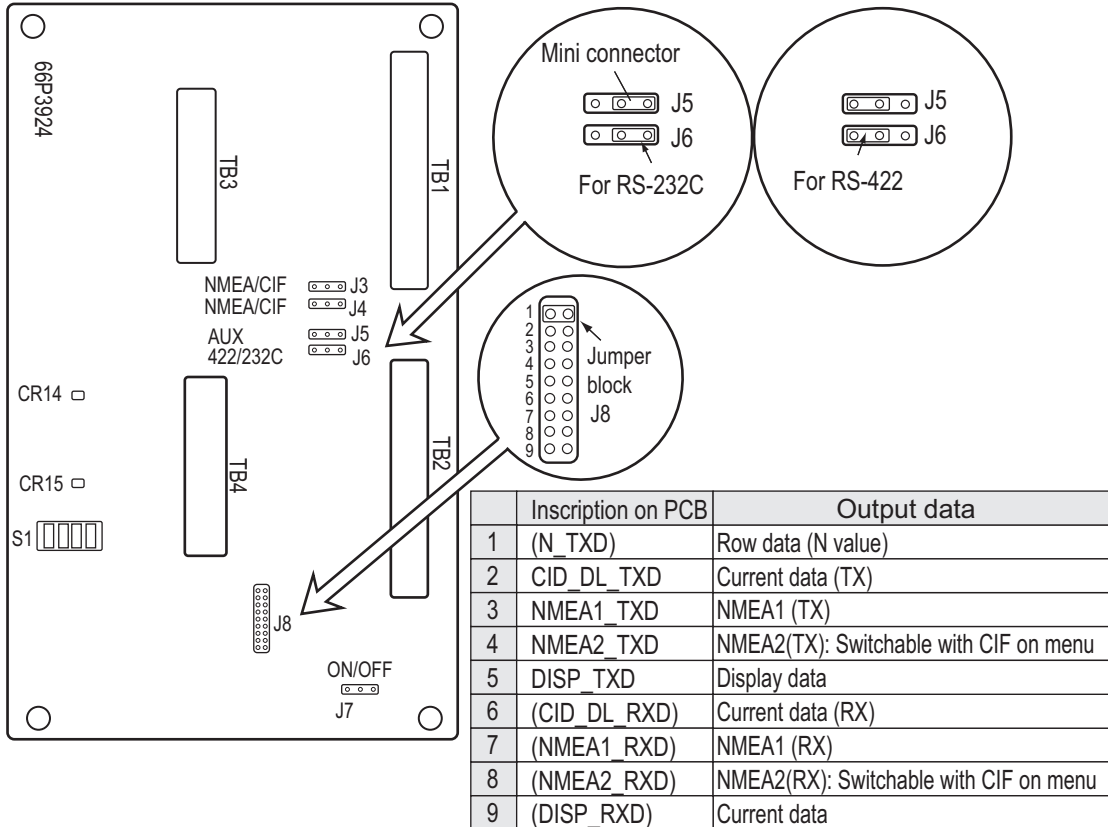 66P3924
TB3
TB1
NMEA/CIF J3
NMEA/CIF J4
AUX J5
422/232C J6
CR14
TB4
TB2
CR15
S1
J8
ON/OFF
J7
Mini connector
J5
J6
For RS-232C
J5
J6
For RS-422
1
2
3
4
5
6
7
8
9
Jumper
block
J8
Inscription on PCB Output data
1 (N_TXD) Row data (N value)
2 CID_DL_TXD Current data (TX)
3 NMEA1_TXD NMEA1 (TX)
4 NMEA2_TXD NMEA2(TX): Switchable with CIF on menu
5 DISP_TXD Display data
6 (CID_DL_RXD) Current data (RX)
7 (NMEA1_RXD) NMEA1 (RX)
8 (NMEA2_RXD) NMEA2(RX): Switchable with CIF on menu
9 (DISP_RXD) Current data